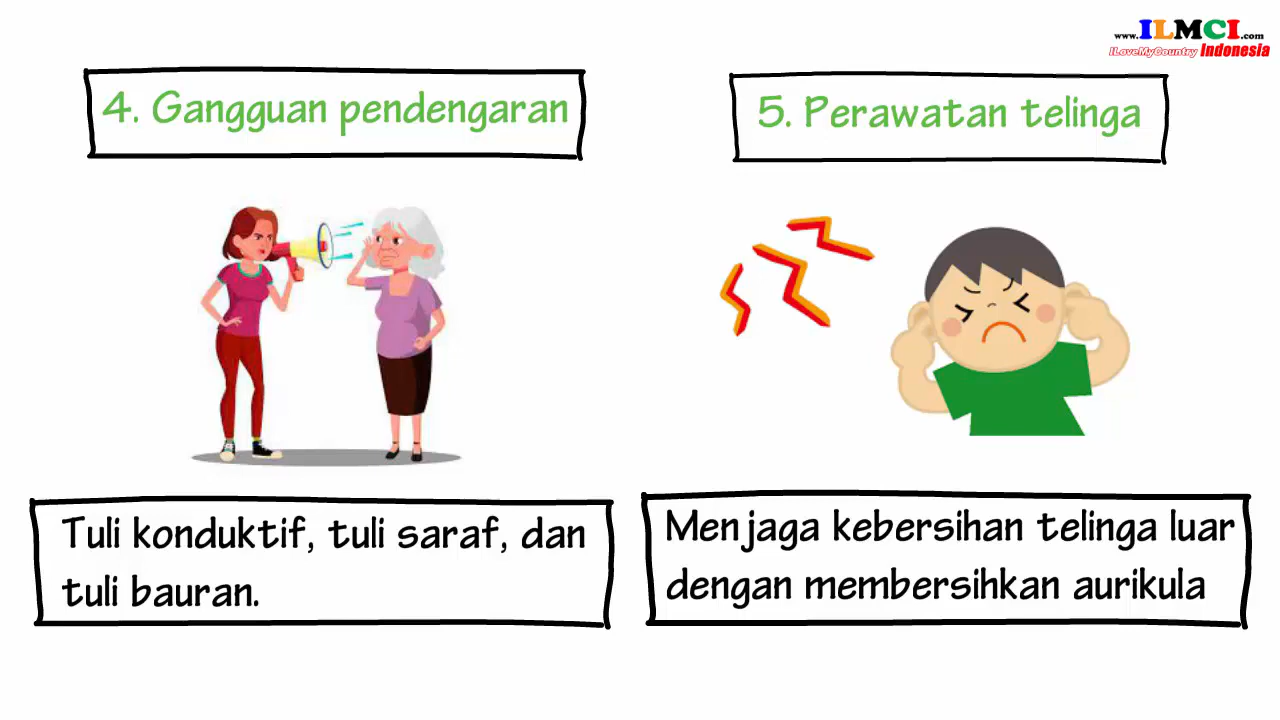 www.ILMCI.com
ILoveMyCountry Indonesia
4. Gangguan pendengaran
5. Perawatan telinga
Tuli konduktif, tuli saraf, dan
tuli bauran.
Menjaga kebersihan telinga luar
dengan membersihkan aurikula